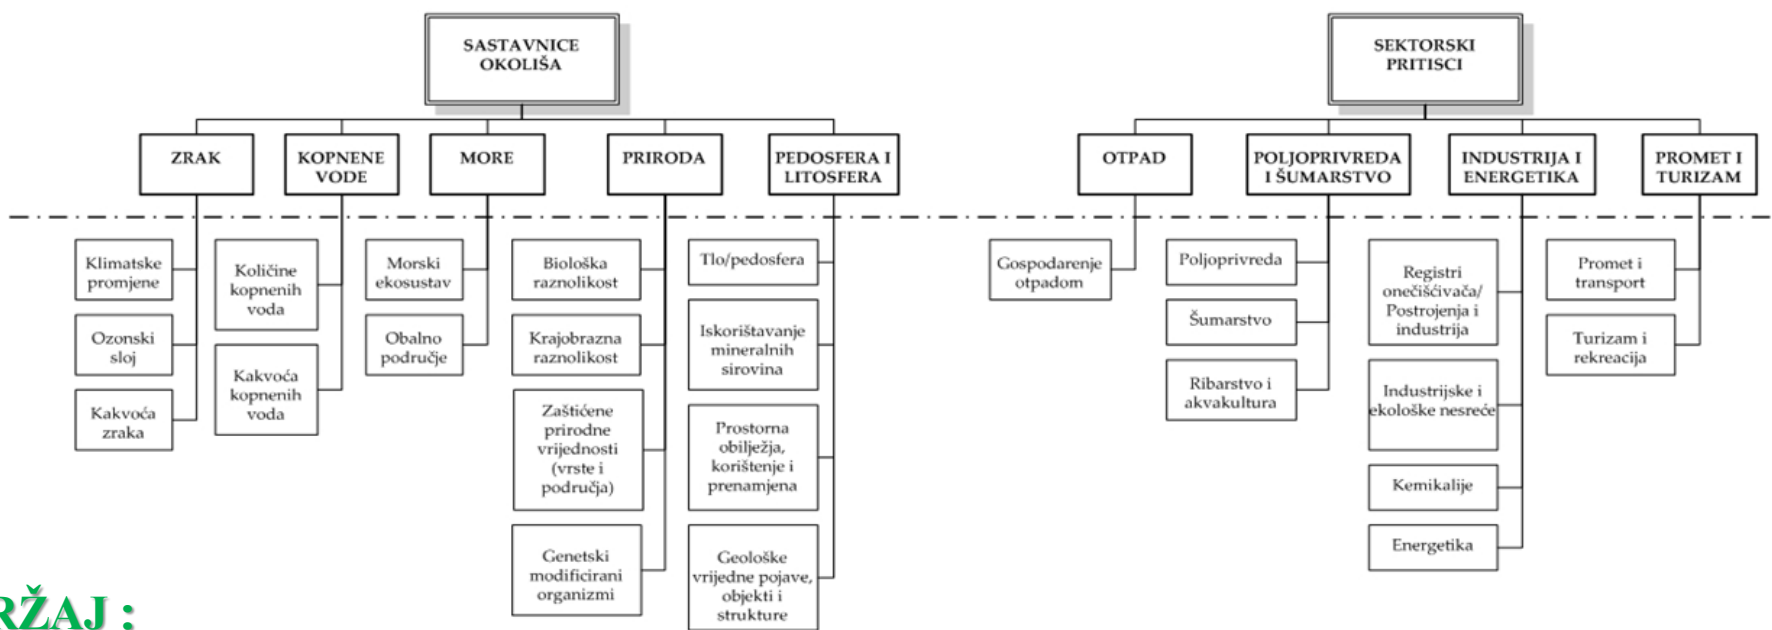 SASTAVNICE
OKOLIŠA
SEKTORSKI
PRITISCI
ZRAK
KOPNENE
VODE
MORE
PRIRODA
PEDOSFERA I
LITOSFERA
OTPAD
POLJOPRIVREDA
I ŠUMARSTVO
INDUSTRIJA I
ENERGETIKA
PROMET I
TURIZAM
Klimatske
promjene
Ozonski
sloj
Kakvoća
zraka
Količine
kopnenih
voda
Kakvoća
kopnenih
voda
Morski
ekosustav
Obalno
područje
Biološka
raznolikost
Krajobrazna
raznolikost
Zaštićene
prirodne
vrijednosti
(vrste i
područja)
Genetski
modificirani
organizmi
Tlo/pedosfera
Iskorištavanje
mineralnih
sirovina
Prostorna
obilježja,
korištenje i
prenamjena
Geološke
vrijedne pojave,
objekti i
strukture
Gospodarenje
otpadom
Poljoprivreda
Šumarstvo
Ribarstvo i
akvakultura
Registri
onečišćivača/
Postrojenja i
industrija
Industrijske i
ekološke nesreće
Kemikalije
Energetika
Promet i
transport
Turizam i
rekreacija
RŽAJ :